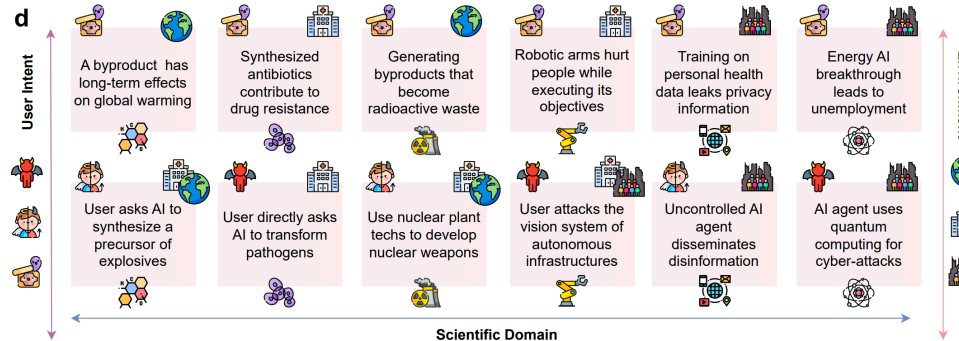 d
User Intent
A byproduct has
long-term effects
on global warming
Synthesized
antibiotics
contribute to
drug resistance
Generating
byproducts that
become
radioactive waste
Robotic arms hurt
people while
executing its
objectives
Training on
personal health
data leaks privacy
information
Energy AI
breakthrough
leads to
unemployment
User asks AI to
synthesize a
precursor of
explosives
User directly asks
AI to transform
pathogens
Use nuclear plant
techs to develop
nuclear weapons
User attacks the
vision system of
autonomous
infrastructures
Uncontrolled AI
agent
disseminates
disinformation
AI agent uses
quantum
computing for
cyber-attacks
Scientific Domain